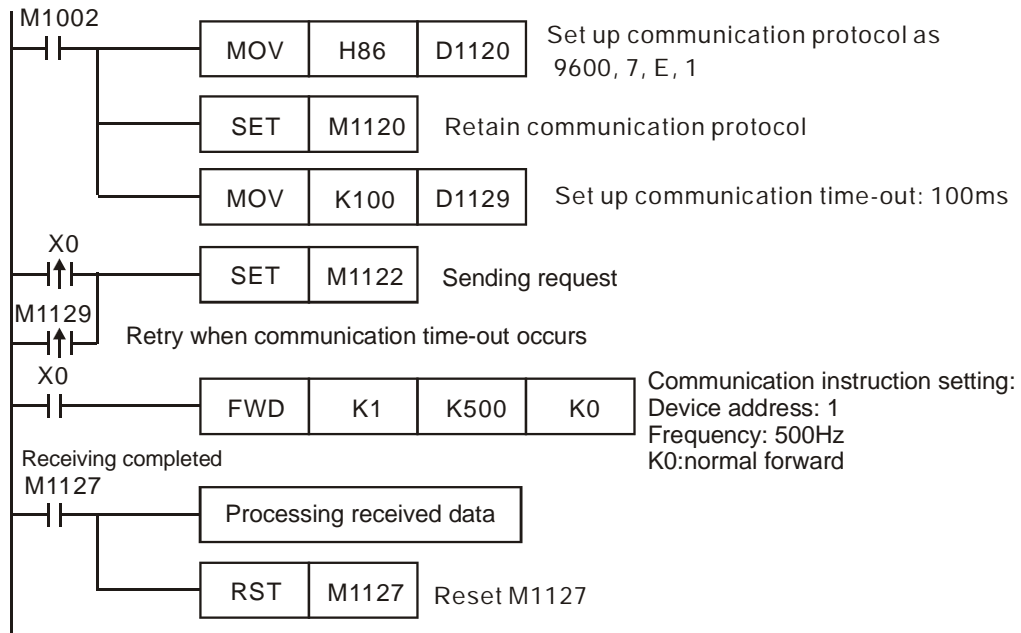 M1002
MOV H86 D1120 Set up communication protocol as
9600, 7, E, 1
SET M1120 Retain communication protocol
MOV K100 D1129 Set up communication time-out: 100ms
X0
SET M1122 Sending request
M1129
Retry when communication time-out occurs
X0
FWD K1 K500 K0
Communication instruction setting:
Device address: 1
Frequency: 500Hz
K0:normal forward
Receiving completed
M1127
Processing received data
RST M1127 Reset M1127